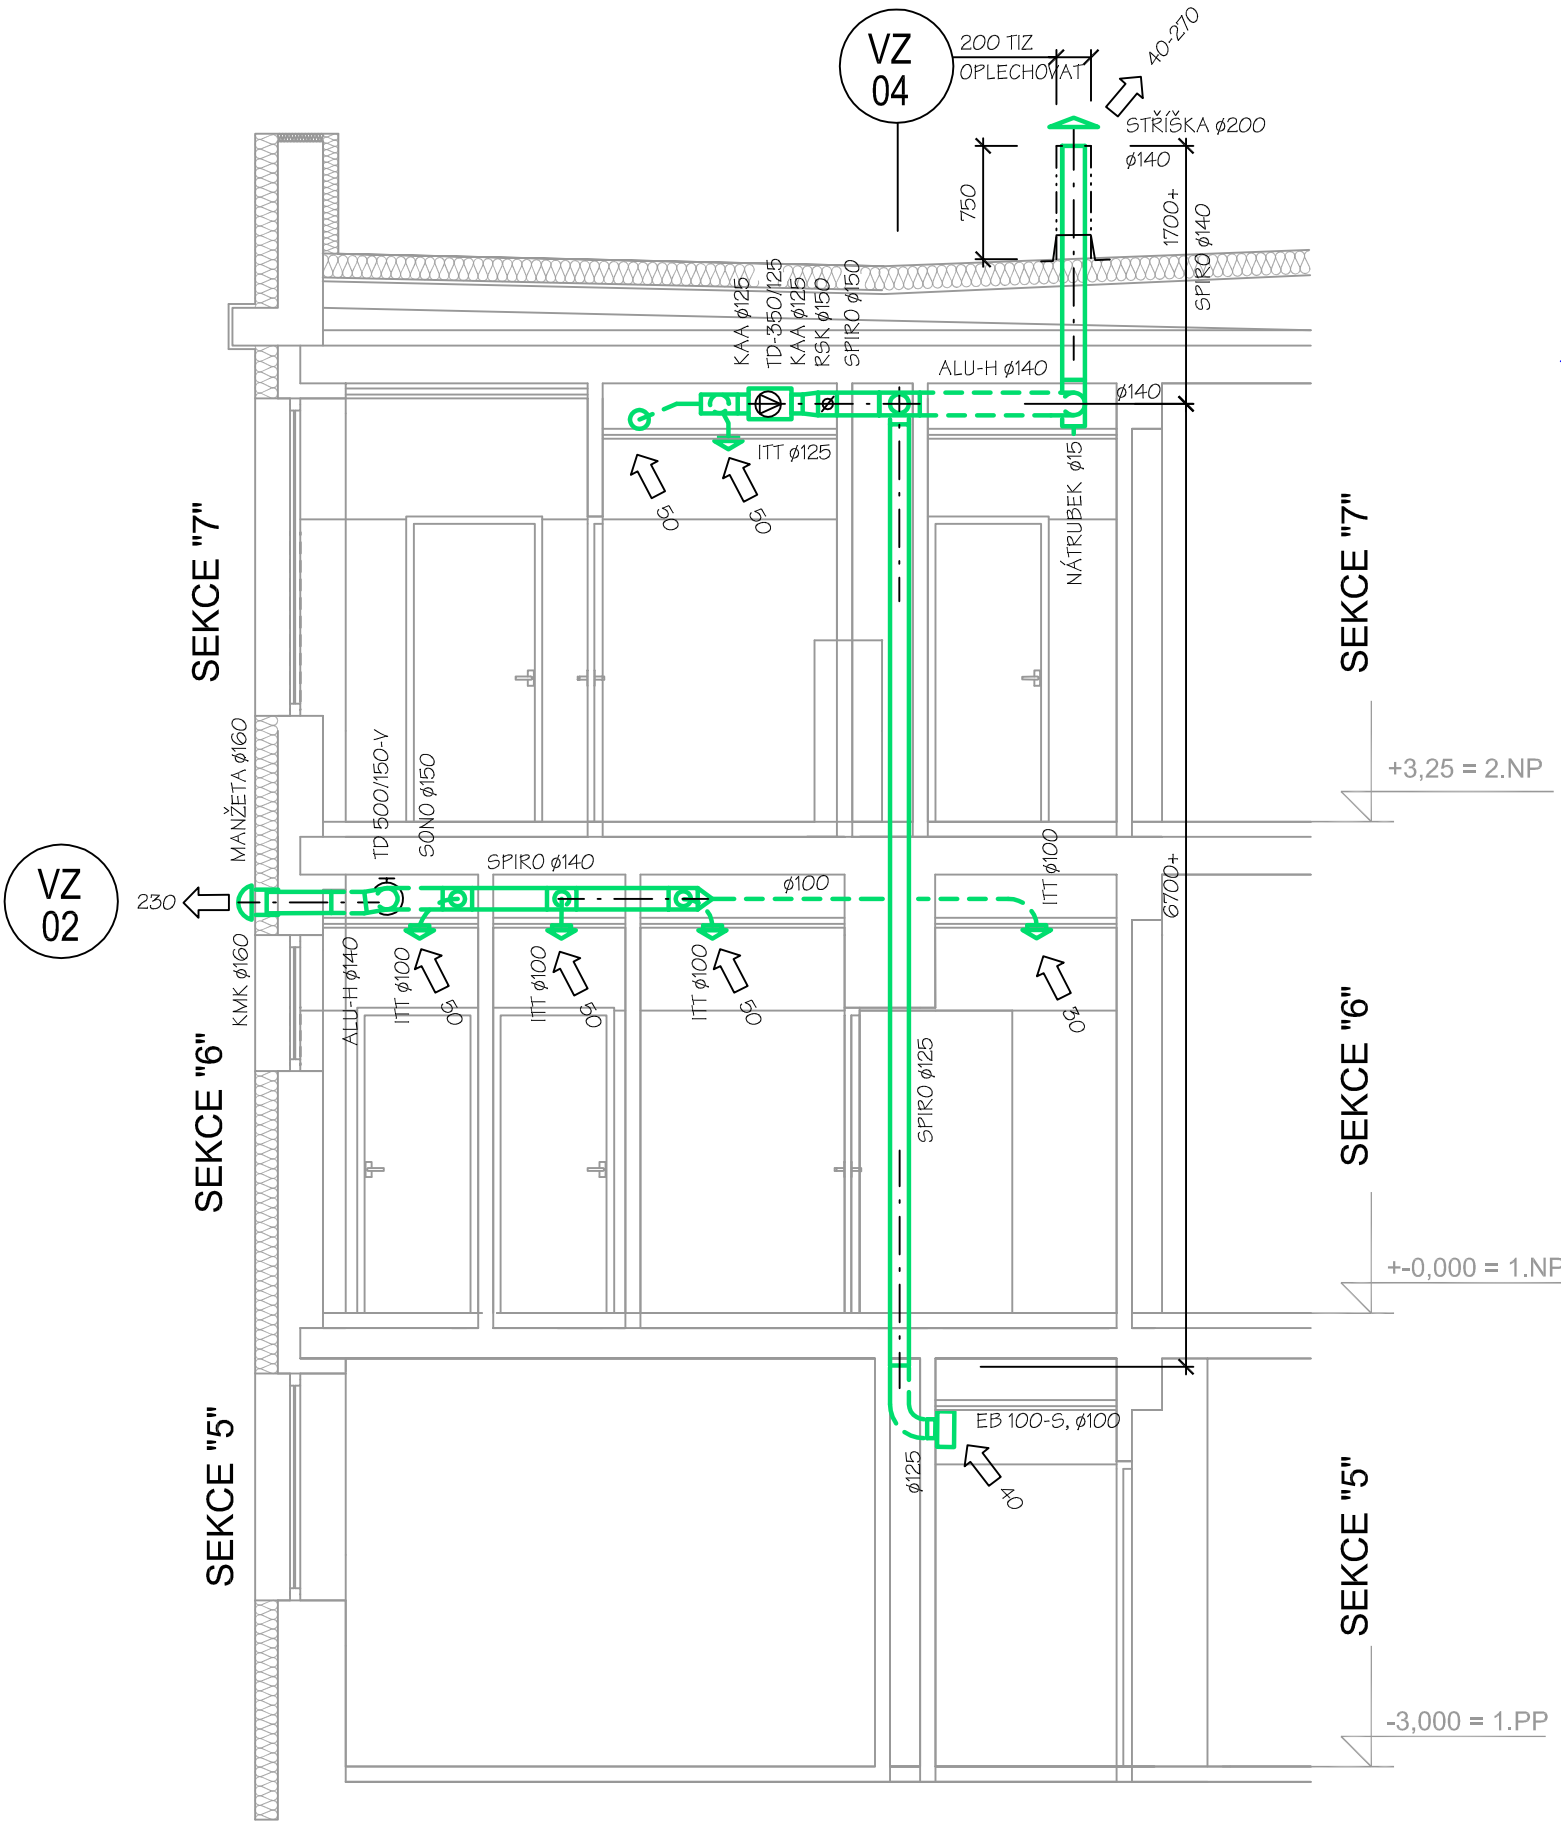 VZ
04
200 TIZ
OPLECHOVAT
40-270
STŘÍŠKA ø200
ø140
750
1700+
SPIRO ø140
KAA ø125
TD-350/125
KAA ø125
RSK ø150
SPIRO ø150
ALU-H ø140
ø140
ITT ø125
50
50
NÁTRUBEK ø15
SEKCE "7"
SEKCE "7"
+3,25 = 2.NP
MANŽETA ø160
TD 500/150-V
SONO ø150
SPIRO ø140
ø100
ITT ø100
6700+
VZ
02
230
KMK ø160
ALU-H ø140
ITT ø100
50
ITT ø100
50
ITT ø100
50
SPIRO ø125
SEKCE "6"
SEKCE "6"
+-0,000 = 1.NP
EB 100-S, ø100
ø125
40
SEKCE "5"
SEKCE "5"
-3,000 = 1.PP